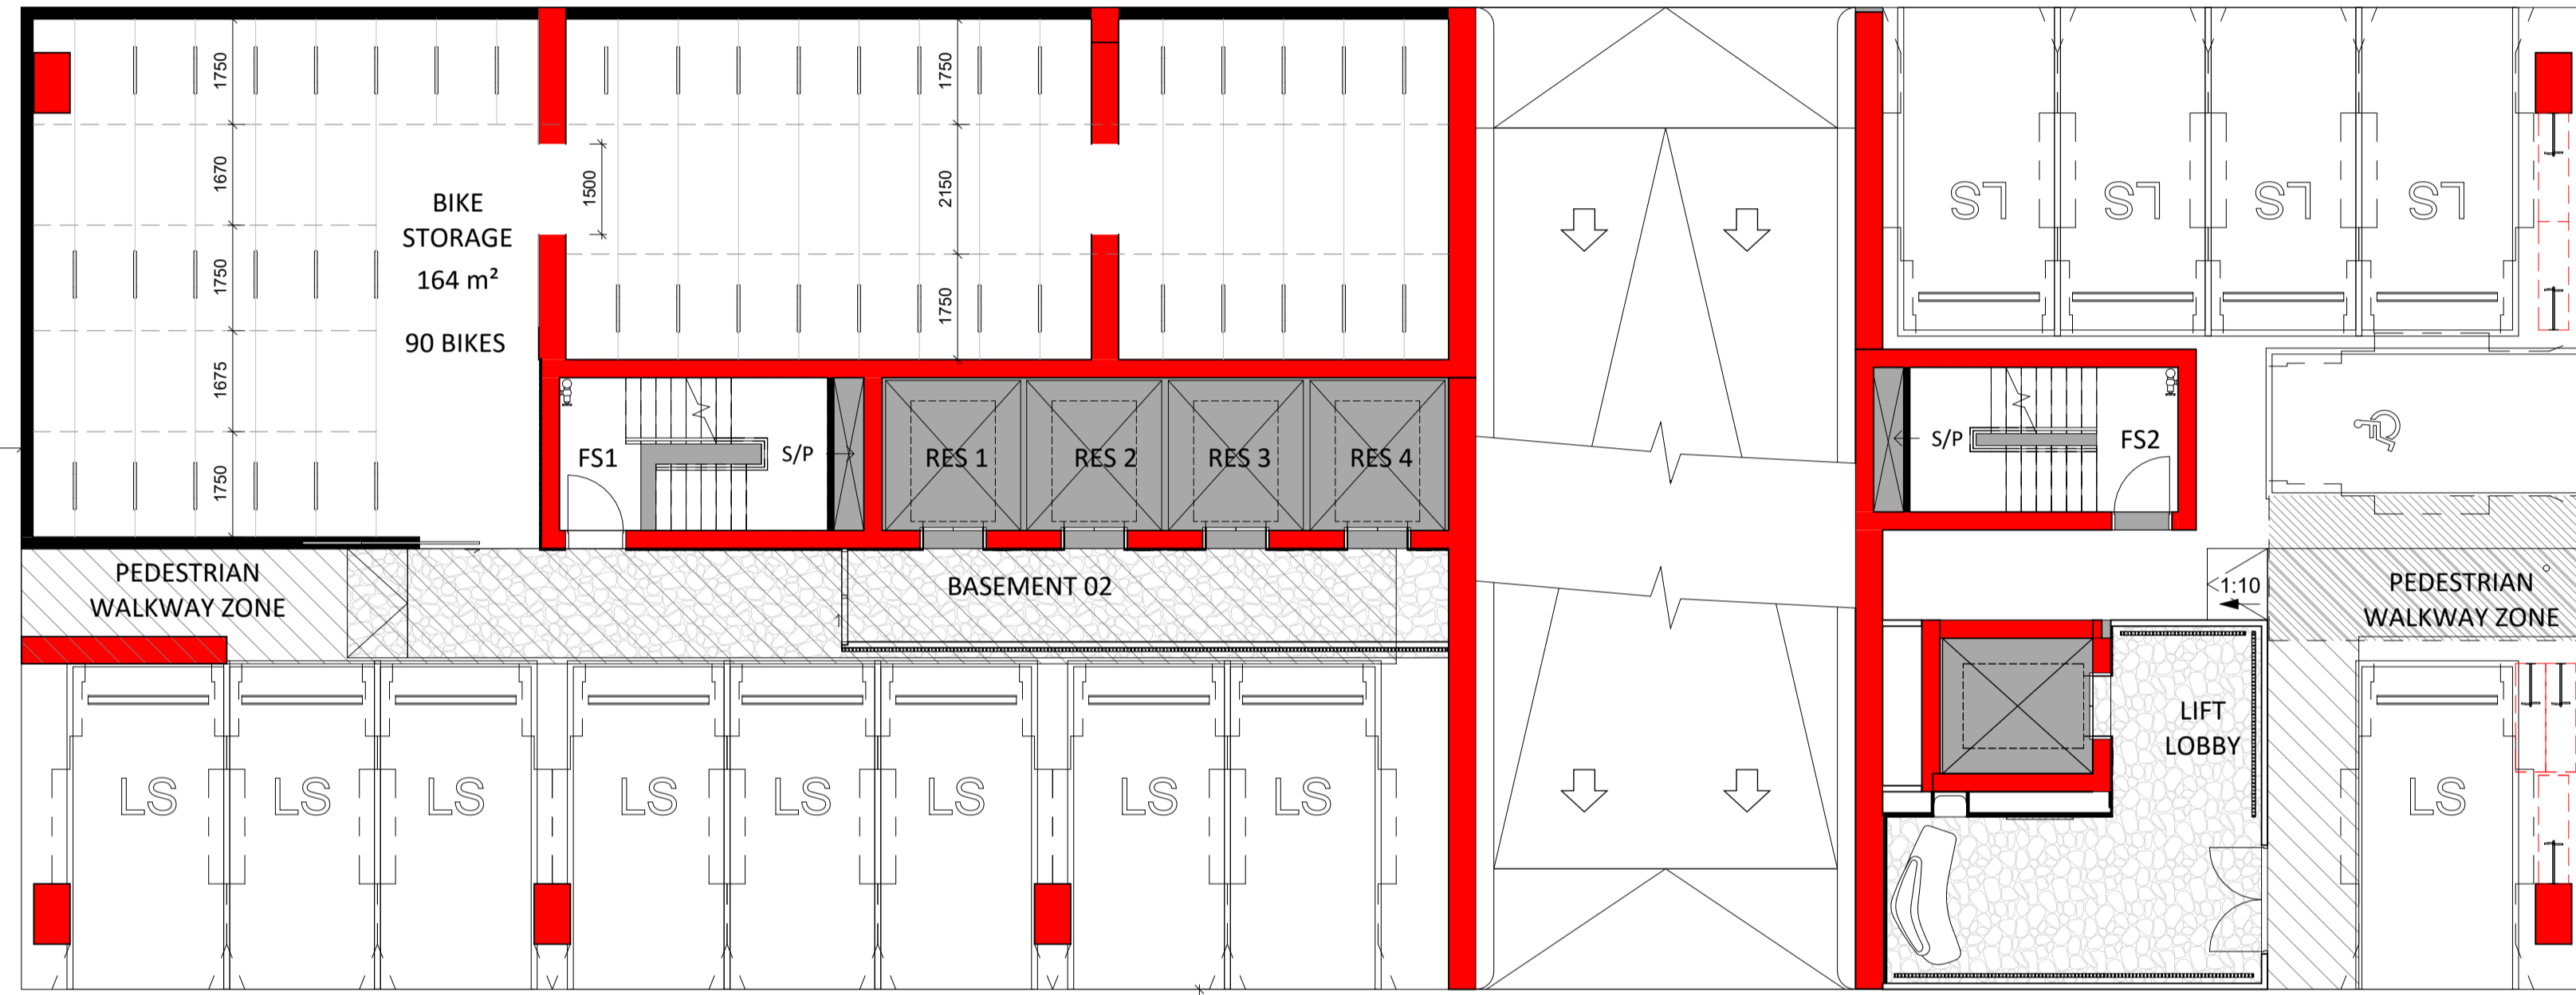 1750
1670
1750
1675
1750
BIKE
STORAGE
164 m²
90 BIKES
1500
1750
2150
1750
LS
LS
LS
LS
FS1
S/P
RES 1
RES 2
RES 3
RES 4
S/P
FS2
PEDESTRIAN
WALKWAY ZONE
BASEMENT 02
1:10
PEDESTRIAN
WALKWAY ZONE
LIFT
LOBBY
LS
LS
LS
LS
LS
LS
LS
LS
LS